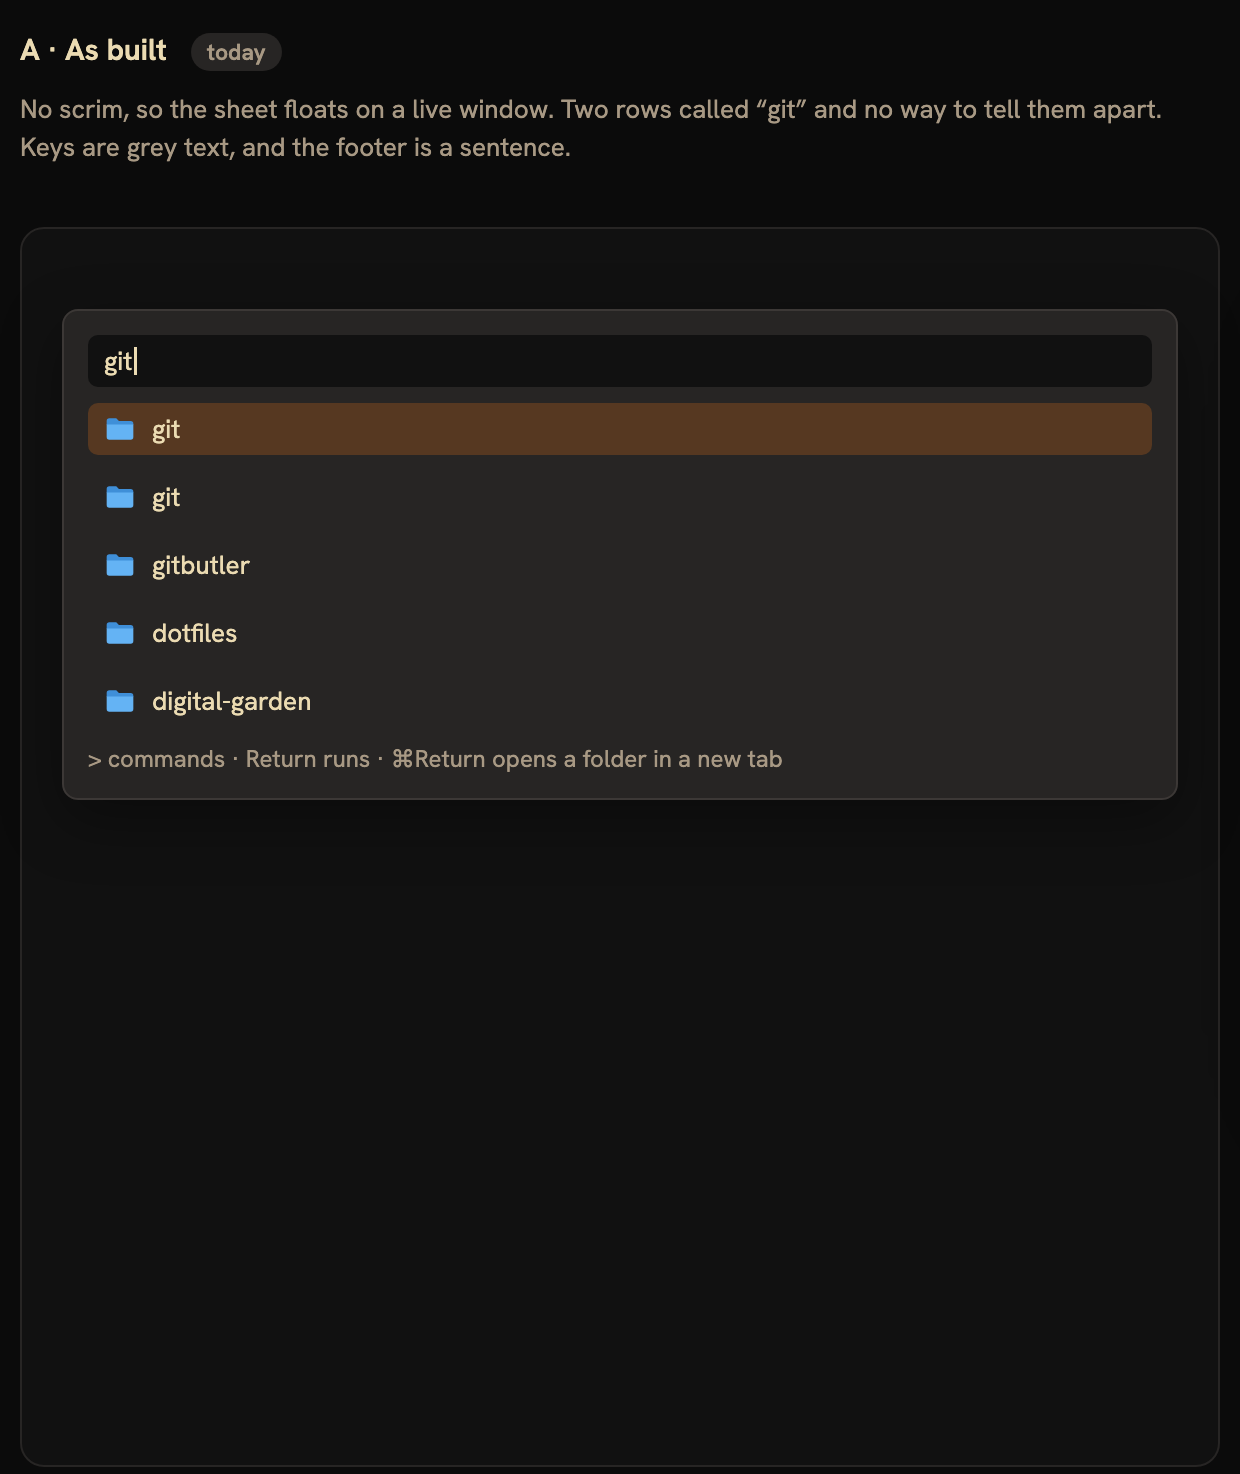 A · As built today
No scrim, so the sheet floats on a live window. Two rows called “git” and no way to tell them apart.
Keys are grey text, and the footer is a sentence.
git
git
git
gitbutler
dotfiles
digital-garden
> commands · Return runs · ⌘Return opens a folder in a new tab